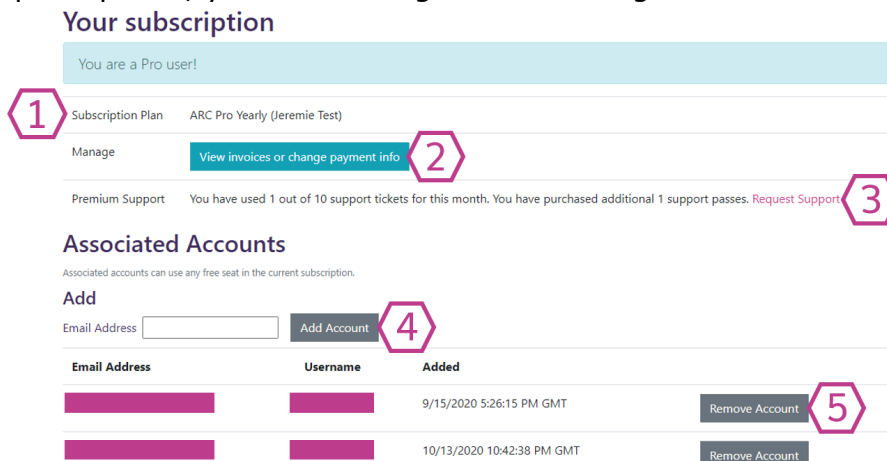 Your subscription
You are a Pro user!
1 Subscription Plan ARC Pro Yearly (Jeremie Test)
Manage View invoices or change payment info 2
Premium Support You have used 1 out of 10 support tickets for this month. You have purchased additional 1 support passes. Request Support 3
Associated Accounts
Associated accounts can use any free seat in the current subscription.
Add
Email Address Add Account 4
Email Address Username Added
9/15/2020 5:26:15 PM GMT Remove Account 5
10/13/2020 10:42:38 PM GMT Remove Account